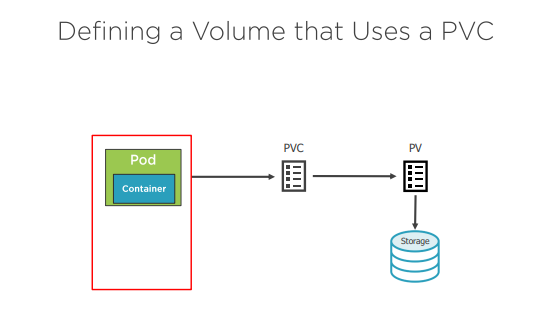 Defining a Volume that Uses a PVC
Pod
Container
PVC
PV
Storage